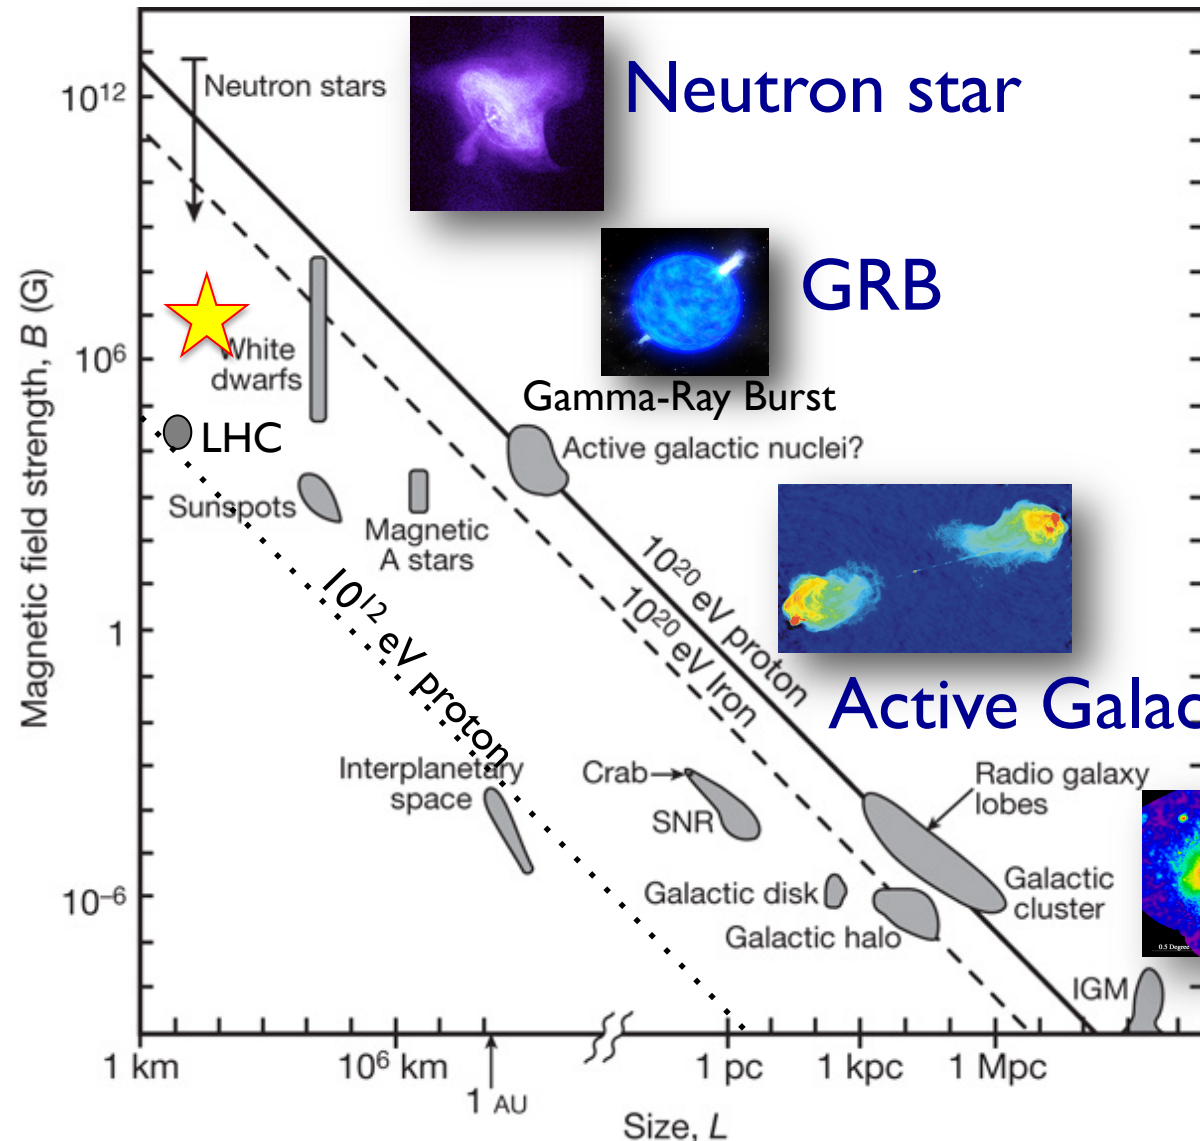 10¹²
Neutron stars
Neutron star
GRB
Magnetic field strength, B (G)
10⁶
White
dwarfs
Gamma-Ray Burst
LHC
Active galactic nuclei?
Sunspots
Magnetic
A stars
10²⁰ eV proton
10²⁰ eV Iron
10¹² eV proton
1
Active Galac
Interplanetary
space
Crab
SNR
Radio galaxy
lobes
10⁻⁶
Galactic disk
Galactic
cluster
Galactic halo
0.5 Degree
IGM
1 km
10⁶ km
1 AU
1 pc
1 kpc
1 Mpc
Size, L